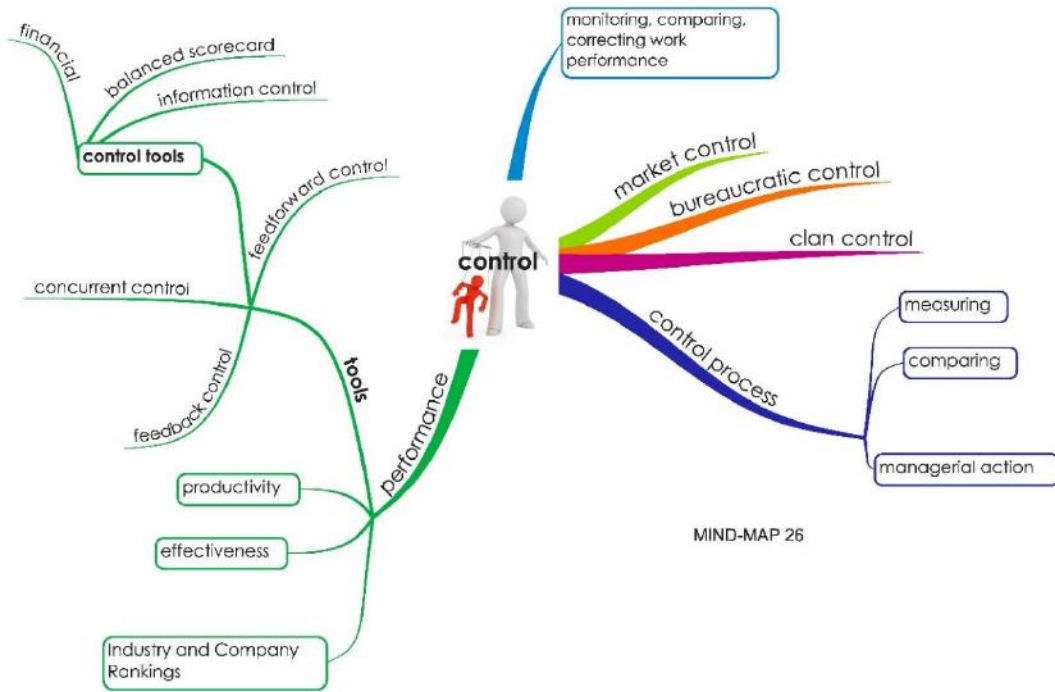 monitoring, comparing,
correcting work
performance
financial
balanced scorecard
information control
control tools
feedforward control
concurrent control
feedback control
tools
performance
productivity
effectiveness
Industry and Company
Rankings
control
market control
bureaucratic control
clan control
control process
measuring
comparing
managerial action
MIND-MAP 26